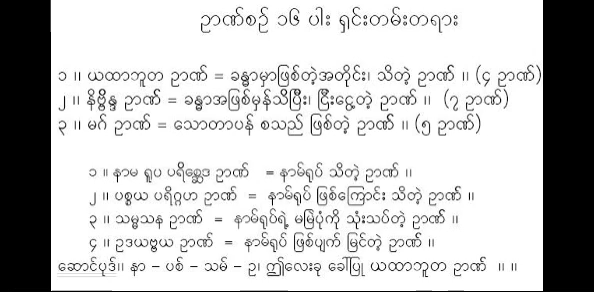 ဉာဏ်စဉ် ၁၆ ပါး ရှင်းတမ်းတရား
၁ ။ ယထာဘူတ ဉာဏ် = ခန္ဓာမှာဖြစ်တဲ့အတိုင်း၊ သိတဲ့ ဉာဏ် ။ (၄ ဉာဏ်)
၂ ။ နိဗ္ဗိန္ဒ ဉာဏ် = ခန္ဓာအဖြစ်မှန်သိပြီး၊ ငြီးငွေ့တဲ့ ဉာဏ် ။ (၇ ဉာဏ်)
၃ ။ မဂ် ဉာဏ် = သောတာပန် စသည် ဖြစ်တဲ့ ဉာဏ် ။ (၅ ဉာဏ်)
၁ ။ နာမ ရူပ ပရိစ္ဆေဒ ဉာဏ် = နာမ်ရုပ် သိတဲ့ ဉာဏ် ။
၂ ။ ပစ္စယ ပရိဂ္ဂဟ ဉာဏ် = နာမ်ရုပ် ဖြစ်ကြောင်း သိတဲ့ ဉာဏ် ။
၃ ။ သမ္မသန ဉာဏ် = နာမ်ရုပ်ရဲ့ မမြဲပုံကို သုံးသပ်တဲ့ ဉာဏ် ။
၄ ။ ဥဒယဗ္ဗယ ဉာဏ် = နာမ်ရုပ် ဖြစ်ပျက် မြင်တဲ့ ဉာဏ် ။
ဆောင်ပုဒ်။ နာ – ပစ် – သမ် – ဥ၊ ဤလေးခု ခေါ်ပြု ယထာဘူတ ဉာဏ် ။ ။